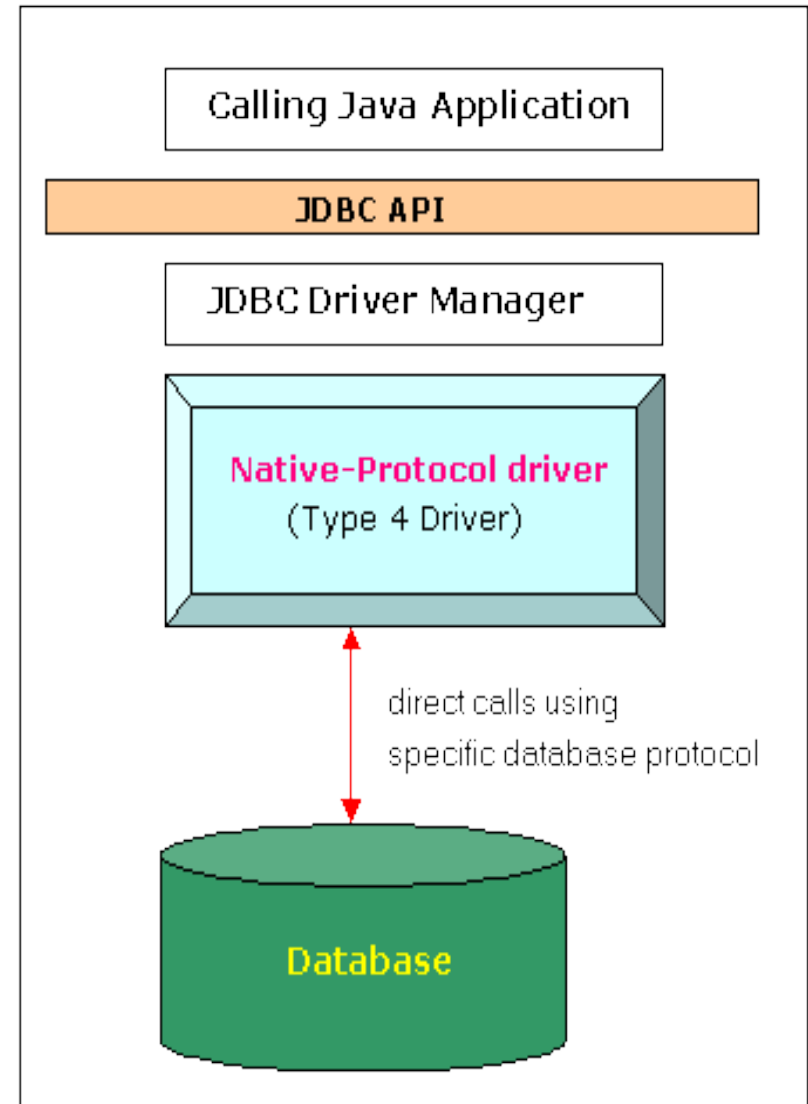 Calling Java Application
JDBC API
JDBC Driver Manager
Native-Protocol driver
(Type 4 Driver)
direct calls using
specific database protocol
Database